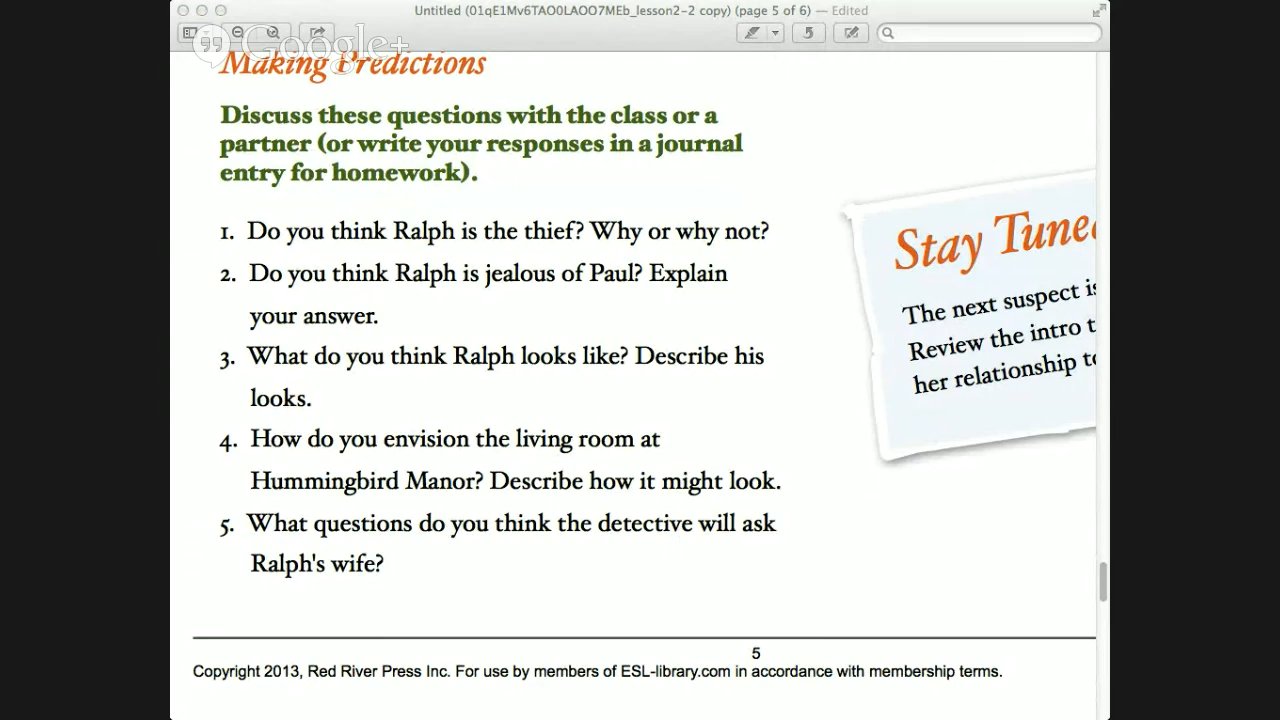 Untitled (01qE1Mv6TAO0LAOO7MEb_lesson2-2 copy) (page 5 of 6) — Edited
Google+
Making Predictions
Discuss these questions with the class or a
partner (or write your responses in a journal
entry for homework).
1. Do you think Ralph is the thief? Why or why not?
2. Do you think Ralph is jealous of Paul? Explain
your answer.
3. What do you think Ralph looks like? Describe his
looks.
4. How do you envision the living room at
Hummingbird Manor? Describe how it might look.
5. What questions do you think the detective will ask
Ralph's wife?
Stay Tuned
The next suspect is
Review the intro t
her relationship to
5
Copyright 2013, Red River Press Inc. For use by members of ESL-library.com in accordance with membership terms.